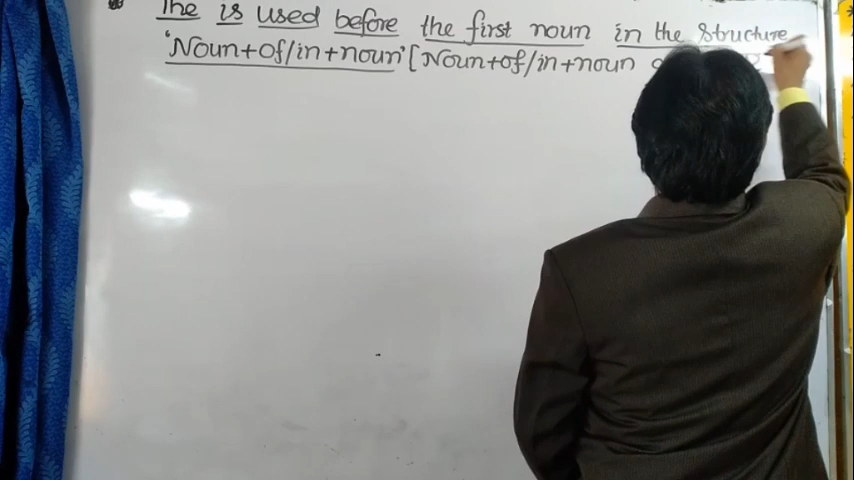 The is used before the first noun in the structure
'Noun+of/in+noun' [Noun+of/in+noun